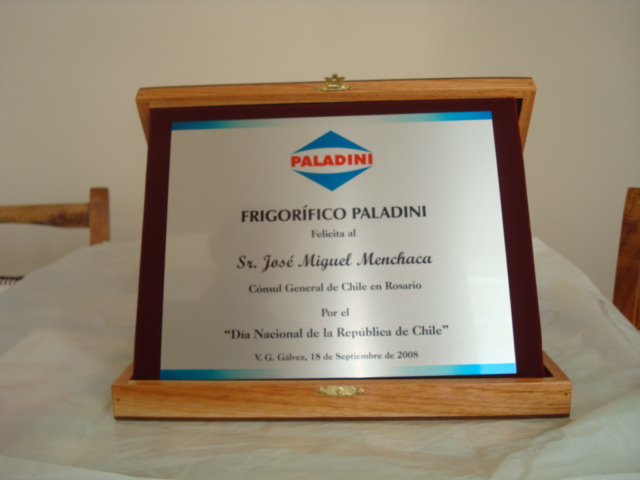 PALADINI
FRIGORÍFICO PALADINI
Felicita al
Sr. José Miguel Menchaca
Cónsul General de Chile en Rosario
Por el
“Día Nacional de la República de Chile”
V. G. Gálvez, 18 de Septiembre de 2008